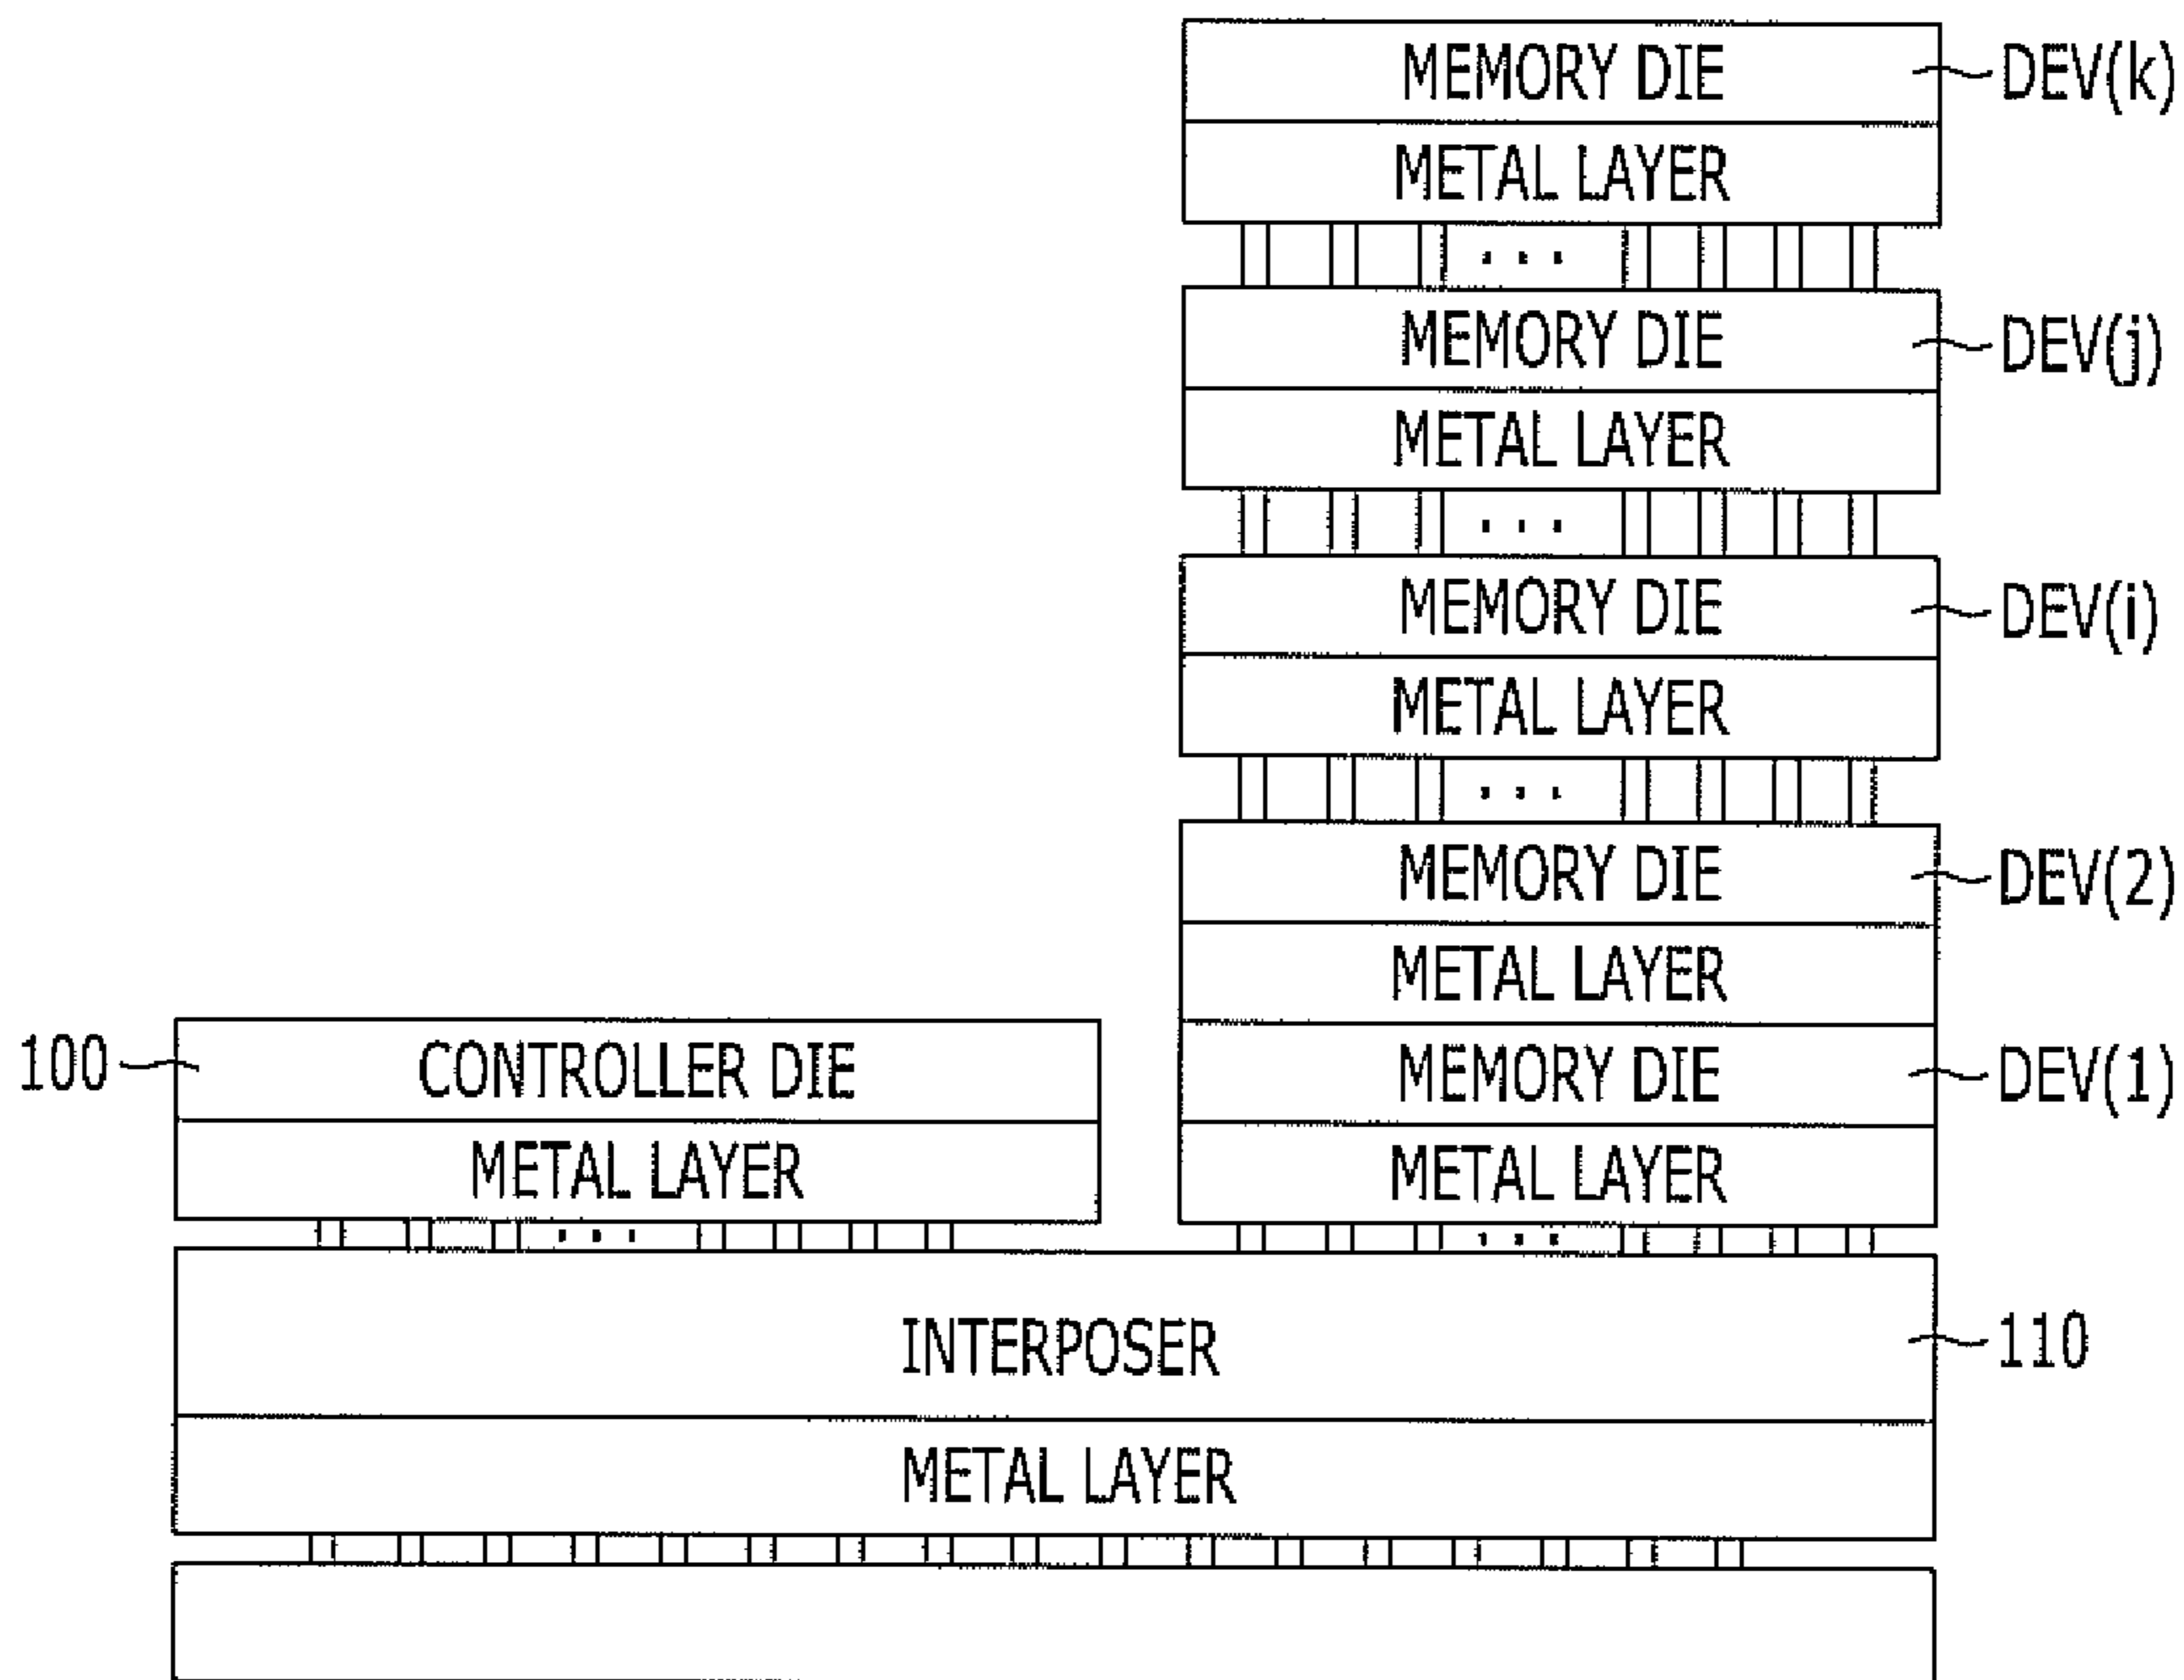 MEMORY DIE DEV(k)
METAL LAYER
...
MEMORY DIE DEV(j)
METAL LAYER
...
MEMORY DIE DEV(i)
METAL LAYER
...
MEMORY DIE DEV(2)
METAL LAYER
100 CONTROLLER DIE
MEMORY DIE DEV(1)
METAL LAYER
METAL LAYER
... ...
INTERPOSER 110
METAL LAYER